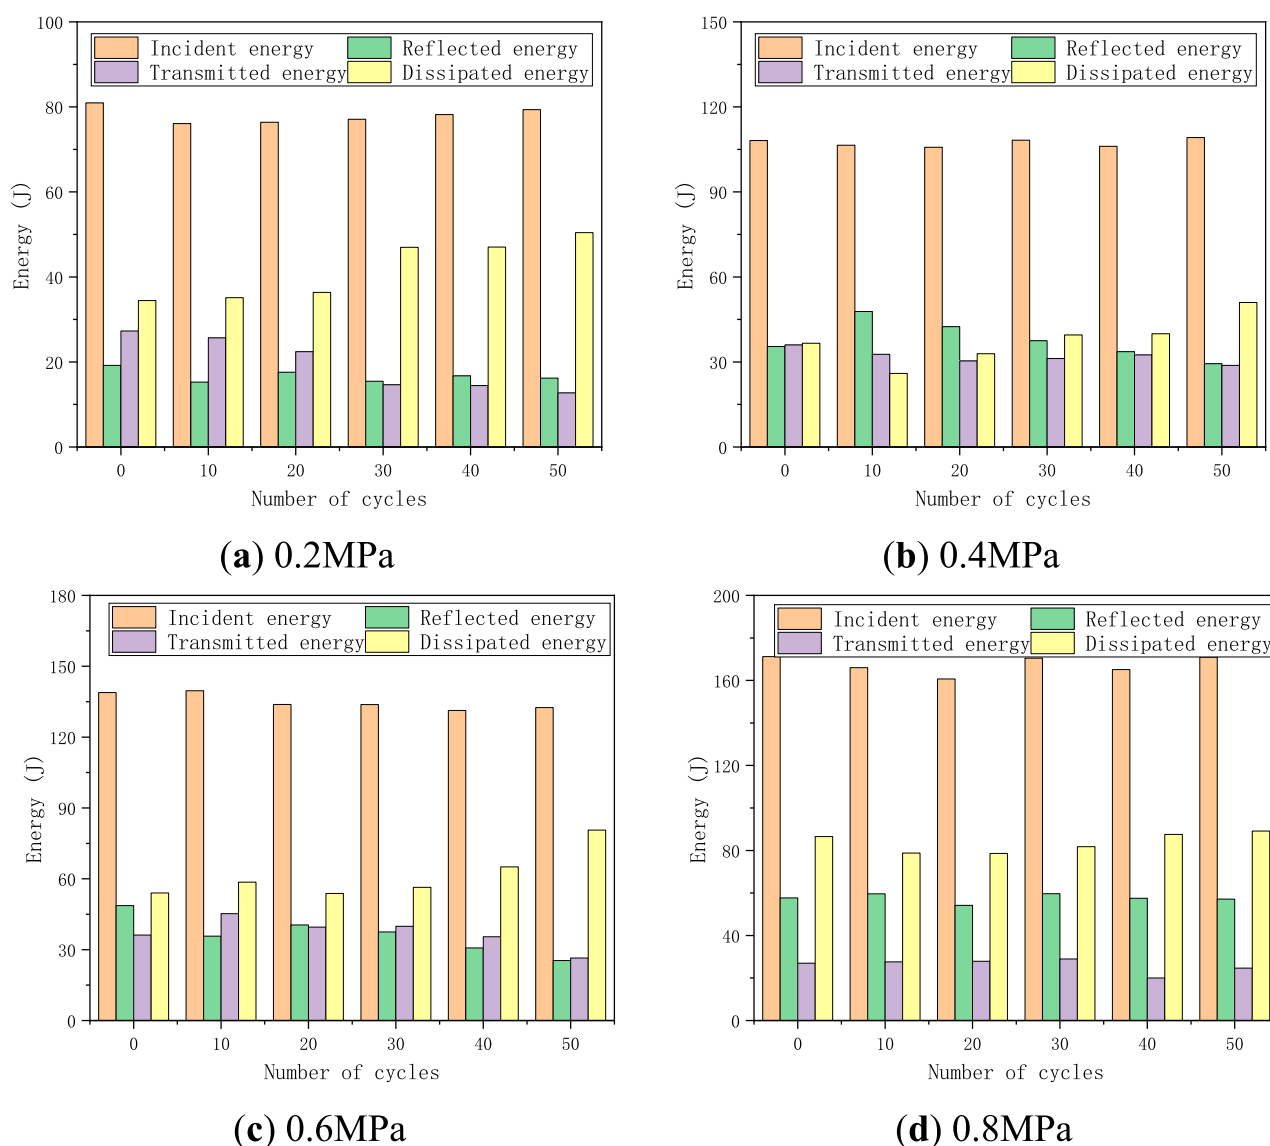 100
80
60
40
20
0
Energy (J)
Incident energy
Reflected energy
Transmitted energy
Dissipated energy
0 10 20 30 40 50
Number of cycles
(a) 0.2MPa
150
120
90
60
30
0
Energy (J)
Incident energy
Reflected energy
Transmitted energy
Dissipated energy
0 10 20 30 40 50
Number of cycles
(b) 0.4MPa
180
150
120
90
60
30
0
Energy (J)
Incident energy
Reflected energy
Transmitted energy
Dissipated energy
0 10 20 30 40 50
Number of cycles
(c) 0.6MPa
200
160
120
80
40
0
Energy (J)
Incident energy
Reflected energy
Transmitted energy
Dissipated energy
0 10 20 30 40 50
Number of cycles
(d) 0.8MPa